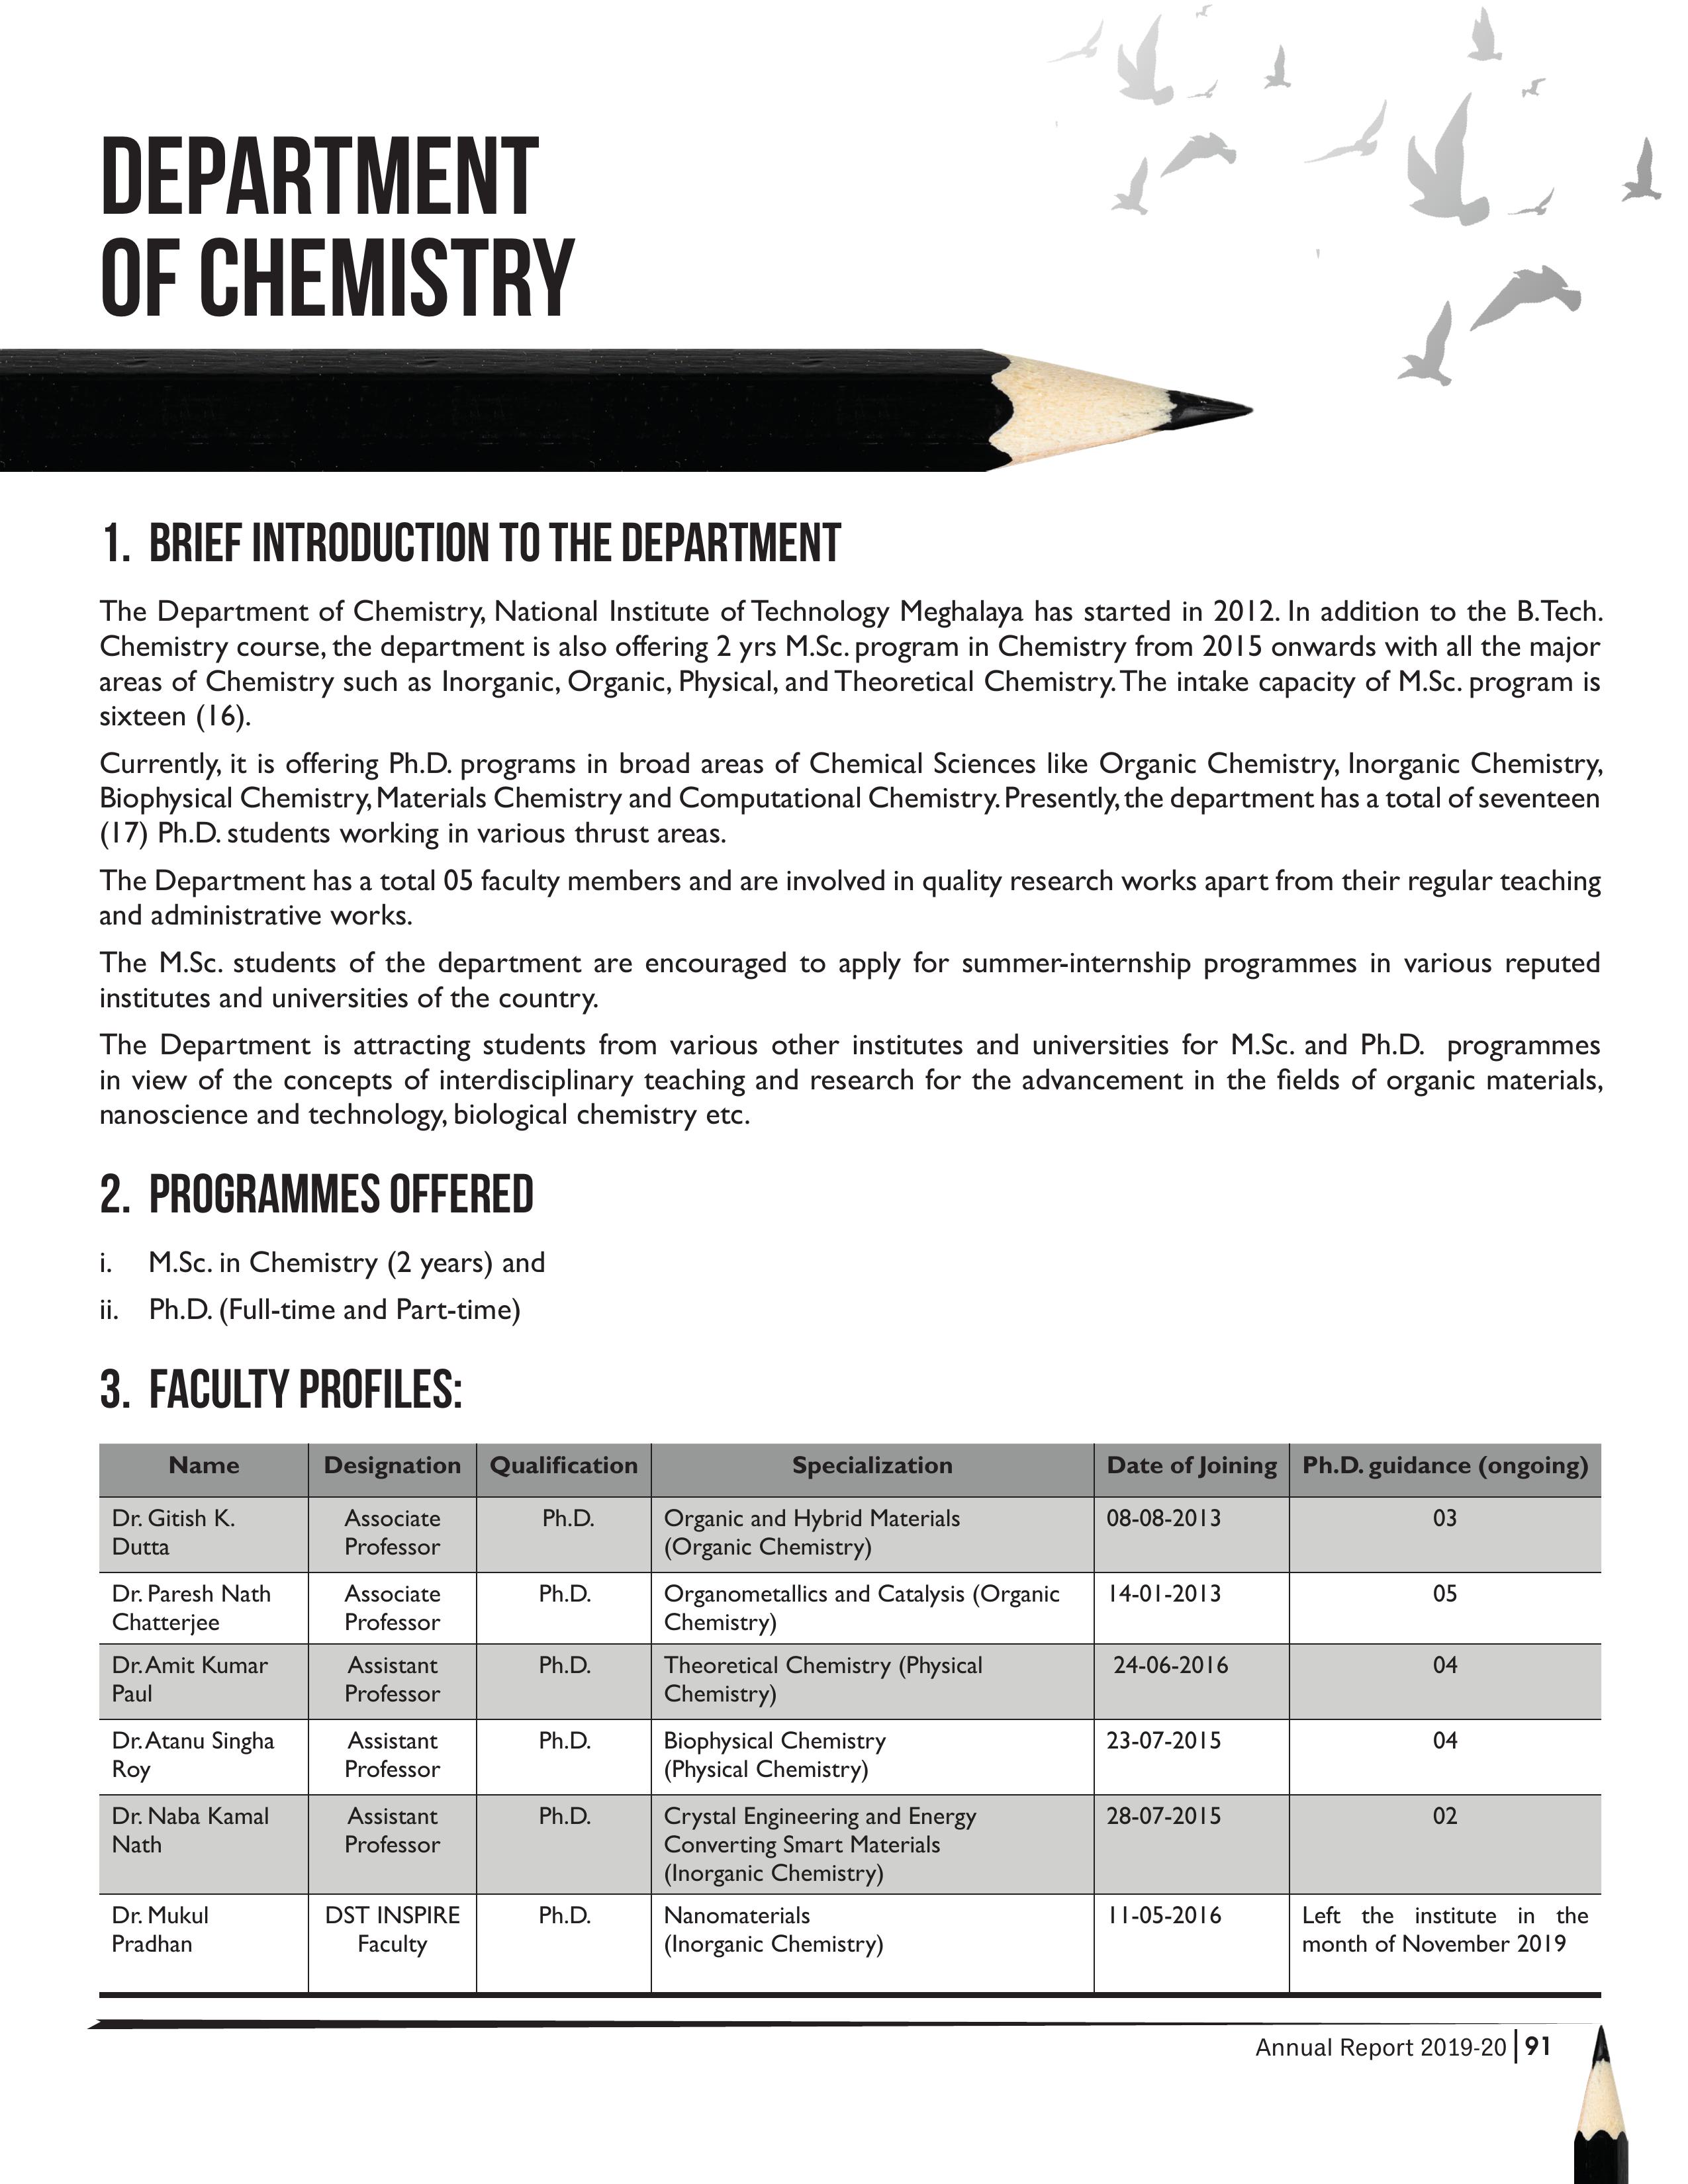 DEPARTMENT
OF CHEMISTRY
1. BRIEF INTRODUCTION TO THE DEPARTMENT
The Department of Chemistry, National Institute of Technology Meghalaya has started in 2012. In addition to the B.Tech.
Chemistry course, the department is also offering 2 yrs M.Sc. program in Chemistry from 2015 onwards with all the major
areas of Chemistry such as Inorganic, Organic, Physical, and Theoretical Chemistry. The intake capacity of M.Sc. program is
sixteen (16).
Currently, it is offering Ph.D. programs in broad areas of Chemical Sciences like Organic Chemistry, Inorganic Chemistry,
Biophysical Chemistry, Materials Chemistry and Computational Chemistry. Presently, the department has a total of seventeen
(17) Ph.D. students working in various thrust areas.
The Department has a total 05 faculty members and are involved in quality research works apart from their regular teaching
and administrative works.
The M.Sc. students of the department are encouraged to apply for summer-internship programmes in various reputed
institutes and universities of the country.
The Department is attracting students from various other institutes and universities for M.Sc. and Ph.D. programmes
in view of the concepts of interdisciplinary teaching and research for the advancement in the fields of organic materials,
nanoscience and technology, biological chemistry etc.
2. PROGRAMMES OFFERED
i. M.Sc. in Chemistry (2 years) and
ii. Ph.D. (Full-time and Part-time)
3. FACULTY PROFILES:
Name Designation Qualification Specialization Date of Joining Ph.D. guidance (ongoing)
Dr. Gitish K. Associate Ph.D. Organic and Hybrid Materials 08-08-2013 03
Dutta Professor (Organic Chemistry)
Dr. Paresh Nath Associate Ph.D. Organometallics and Catalysis (Organic 14-01-2013 05
Chatterjee Professor Chemistry)
Dr. Amit Kumar Assistant Ph.D. Theoretical Chemistry (Physical 24-06-2016 04
Paul Professor Chemistry)
Dr. Atanu Singha Assistant Ph.D. Biophysical Chemistry 23-07-2015 04
Roy Professor (Physical Chemistry)
Dr. Naba Kamal Assistant Ph.D. Crystal Engineering and Energy 28-07-2015 02
Nath Professor Converting Smart Materials
(Inorganic Chemistry)
Dr. Mukul DST INSPIRE Ph.D. Nanomaterials 11-05-2016 Left the institute in the
Pradhan Faculty (Inorganic Chemistry) month of November 2019
Annual Report 2019-20 91